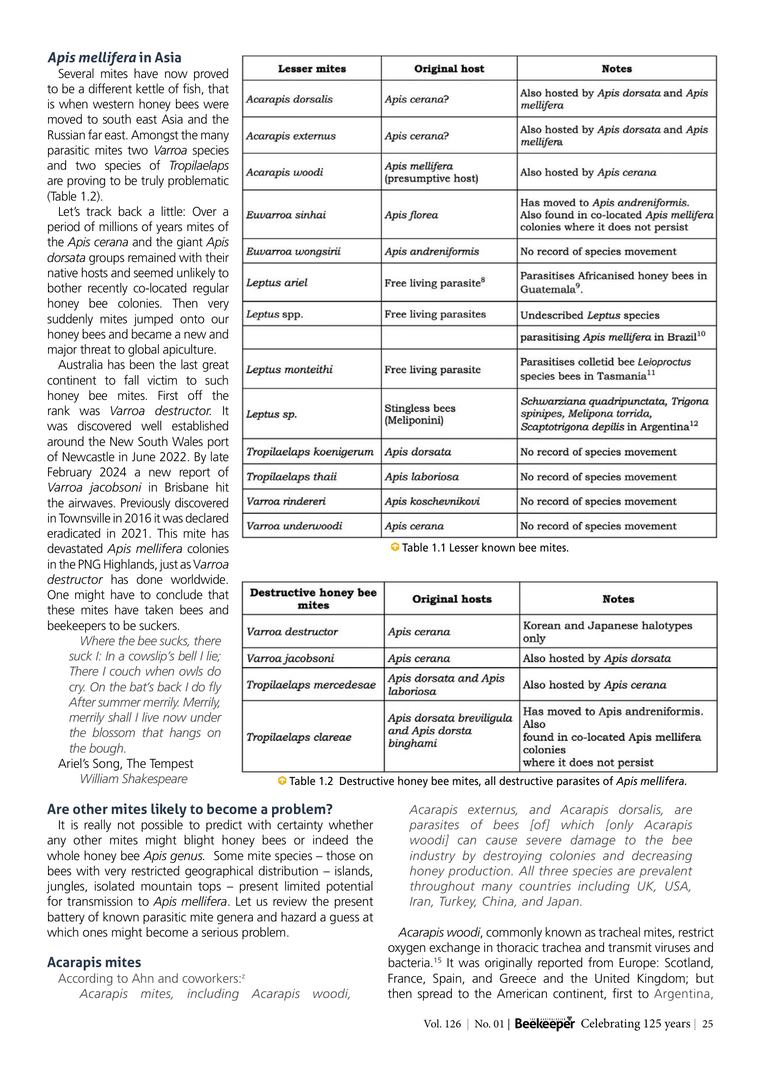 Apis mellifera in Asia
Several mites have now proved
to be a different kettle of fish, that
is when western honey bees were
moved to south east Asia and the
Russian far east. Amongst the many
parasitic mites two Varroa species
and two species of Tropilaelaps
are proving to be truly problematic
(Table 1.2).
Let's track back a little: Over a
period of millions of years mites of
the Apis cerana and the giant Apis
dorsata groups remained with their
native hosts and seemed unlikely to
bother recently co-located regular
honey bee colonies. Then very
suddenly mites jumped onto our
honey bees and became a new and
major threat to global apiculture.
Australia has been the last great
continent to fall victim to such
honey bee mites. First off the
rank was Varroa destructor. It
was discovered well established
around the New South Wales port
of Newcastle in June 2022. By late
February 2024 a new report of
Varroa jacobsoni in Brisbane hit
the airwaves. Previously discovered
in Townsville in 2016 it was declared
eradicated in 2021. This mite has
devastated Apis mellifera colonies
in the PNG Highlands, just as Varroa
destructor has done worldwide.
One might have to conclude that
these mites have taken bees and
beekeepers to be suckers.
Where the bee sucks, there
suck I: In a cowslip's bell I lie;
There I couch when owls do
cry. On the bat's back I do fly
After summer merrily. Merrily,
merrily shall I live now under
the blossom that hangs on
the bough.
Ariel's Song, The Tempest
William Shakespeare
Lesser mites Original host Notes
Acarapis dorsalis Apis cerana? Also hosted by Apis dorsata and Apis
mellifera
Acarapis externus Apis cerana? Also hosted by Apis dorsata and Apis
mellifera
Acarapis woodi Apis mellifera
(presumptive host) Also hosted by Apis cerana
Euvarroa sinhai Apis florea Has moved to Apis andreniformis.
Also found in co-located Apis mellifera
colonies where it does not persist
Euvarroa wongsirii Apis andreniformis No record of species movement
Leptus ariel Free living parasite8 Parasitises Africanised honey bees in
Guatemala9.
Leptus spp. Free living parasites Undescribed Leptus species
parasitising Apis mellifera in Brazil10
Leptus monteithi Free living parasite Parasitises colletid bee Leioproctus
species bees in Tasmania11
Leptus sp. Stingless bees
(Meliponini) Schwarziana quadripunctata, Trigona
spinipes, Melipona torrida,
Scaptotrigona depilis in Argentina12
Tropilaelaps koenigerum Apis dorsata No record of species movement
Tropilaelaps thaii Apis laboriosa No record of species movement
Varroa rindereri Apis koschevnikovi No record of species movement
Varroa underwoodi Apis cerana No record of species movement
Table 1.1 Lesser known bee mites.
Destructive honey bee
mites Original hosts Notes
Varroa destructor Apis cerana Korean and Japanese halotypes
only
Varroa jacobsoni Apis cerana Also hosted by Apis dorsata
Tropilaelaps mercedesae Apis dorsata and Apis
laboriosa Also hosted by Apis cerana
Tropilaelaps clareae Apis dorsata breviligula
and Apis dorsta
binghami Has moved to Apis andreniformis.
Also
found in co-located Apis mellifera
colonies
where it does not persist
Table 1.2 Destructive honey bee mites, all destructive parasites of Apis mellifera.
Are other mites likely to become a problem?
It is really not possible to predict with certainty whether
any other mites might blight honey bees or indeed the
whole honey bee Apis genus. Some mite species – those on
bees with very restricted geographical distribution – islands,
jungles, isolated mountain tops – present limited potential
for transmission to Apis mellifera. Let us review the present
battery of known parasitic mite genera and hazard a guess at
which ones might become a serious problem.
Acarapis mites
According to Ahn and coworkers:z
Acarapis mites, including Acarapis woodi,
Acarapis externus, and Acarapis dorsalis, are
parasites of bees [of] which [only Acarapis
woodi] can cause severe damage to the bee
industry by destroying colonies and decreasing
honey production. All three species are prevalent
throughout many countries including UK, USA,
Iran, Turkey, China, and Japan.
Acarapis woodi, commonly known as tracheal mites, restrict
oxygen exchange in thoracic trachea and transmit viruses and
bacteria.15 It was originally reported from Europe: Scotland,
France, Spain, and Greece and the United Kingdom; but
then spread to the American continent, first to Argentina,
Vol. 126 | No. 01 | Beekeeper Celebrating 125 years | 25